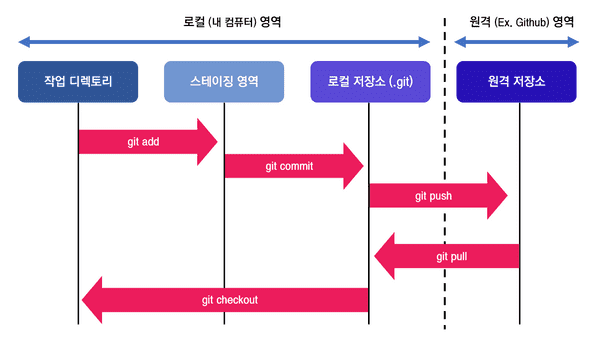 로컬 (내 컴퓨터) 영역
원격 (Ex. Github) 영역
작업 디렉토리
스테이징 영역
로컬 저장소 (.git)
원격 저장소
git add
git commit
git push
git pull
git checkout